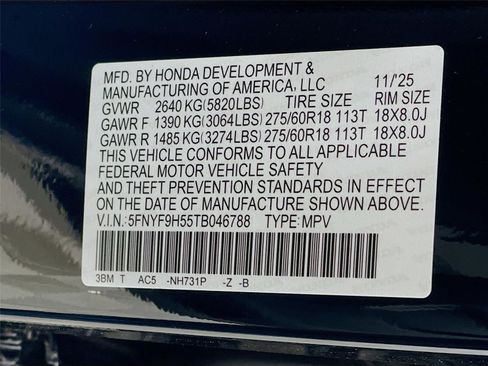 MFD. BY HONDA DEVELOPMENT & 
MANUFACTURING OF AMERICA, LLC 11/'25
GVWR 2640 KG(5820LBS) TIRE SIZE RIM SIZE
GAWR F 1390 KG(3064LBS) 275/60R18 113T 18X8.0J
GAWR R 1485 KG(3274LBS) 275/60R18 113T 18X8.0J
THIS VEHICLE CONFORMS TO ALL APPLICABLE
FEDERAL MOTOR VEHICLE SAFETY
AND THEFT PREVENTION STANDARDS IN EFFECT
ON THE DATE OF MANUFACTURE SHOWN ABOVE.
V.I.N.: 5FNYF9H55TB046788 TYPE: MPV
3BM T AC5 -NH731P -Z -B